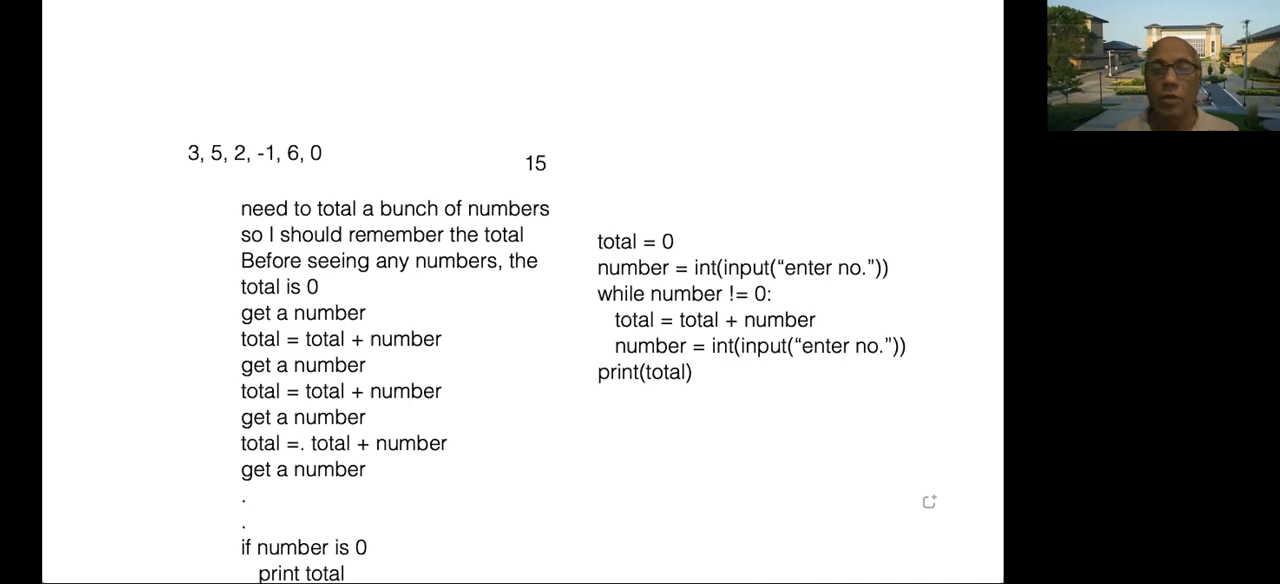 3, 5, 2, -1, 6, 0
15
need to total a bunch of numbers
so I should remember the total
Before seeing any numbers, the
total is 0
get a number
total = total + number
get a number
total = total + number
get a number
total =. total + number
get a number
.
.
if number is 0
print total
total = 0
number = int(input(“enter no.”))
while number != 0:
total = total + number
number = int(input(“enter no.”))
print(total)